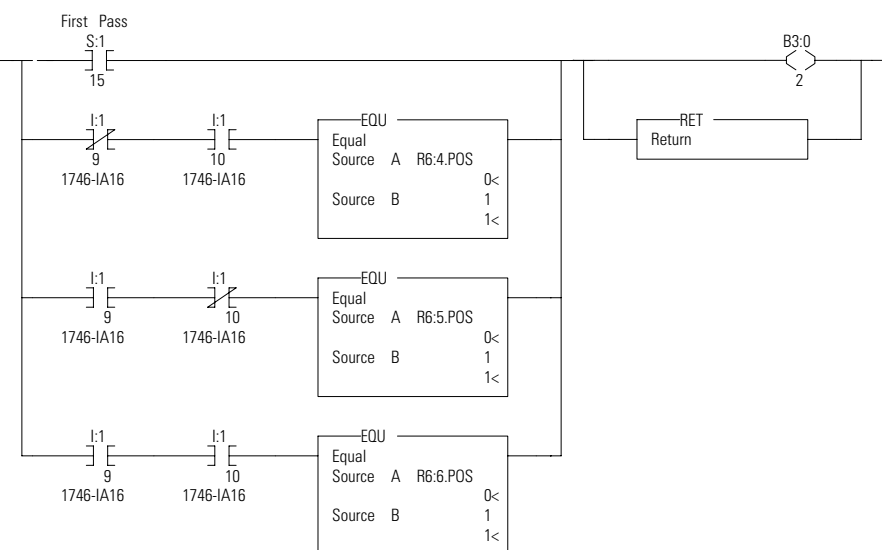 First Pass
S:1
15
B3:0
2
I:1
9
1746-IA16
I:1
10
1746-IA16
EQU
Equal
Source A R6:4.POS
0<
Source B 1
1<
RET
Return
I:1
9
1746-IA16
I:1
10
1746-IA16
EQU
Equal
Source A R6:5.POS
0<
Source B 1
1<
I:1
9
1746-IA16
I:1
10
1746-IA16
EQU
Equal
Source A R6:6.POS
0<
Source B 1
1<